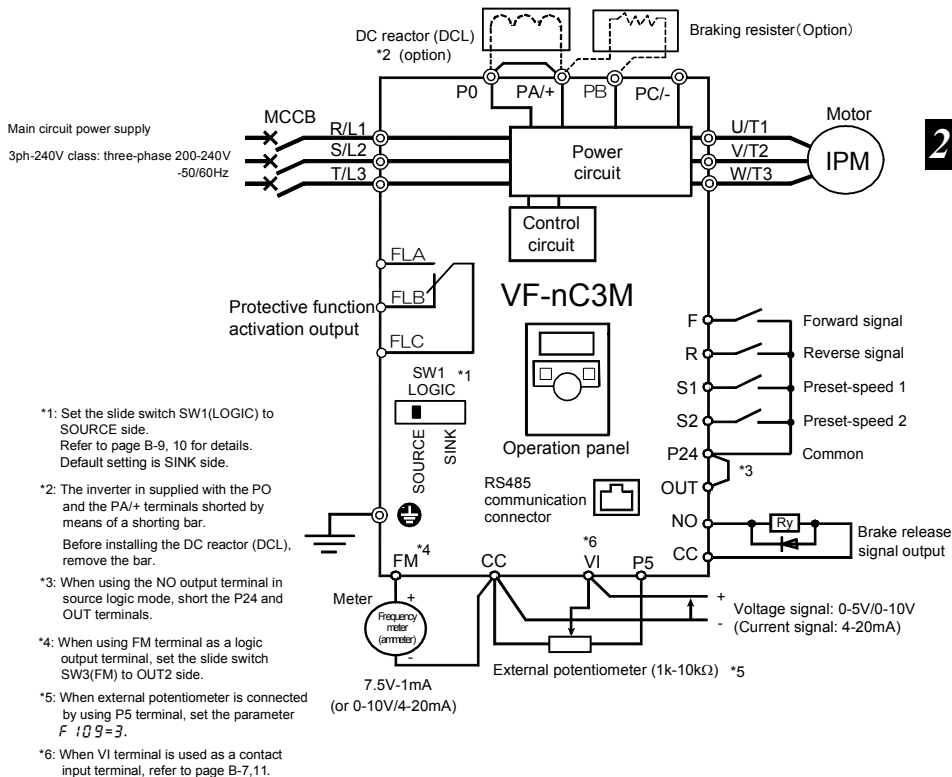 DC reactor (DCL)
*2 (option)
Braking resister(Option)
P0 PA/+ PB PC/-
2
Main circuit power supply
MCCB
3ph-240V class: three-phase 200-240V
-50/60Hz
R/L1
S/L2
T/L3
Power
circuit
U/T1
V/T2
W/T3
Motor
IPM
Control
circuit
FLA
FLB
FLC
Protective function
activation output
VF-nC3M
Operation panel
SW1 *1
LOGIC
SOURCE
SINK
RS485
communication
connector
F Forward signal
R Reverse signal
S1 Preset-speed 1
S2 Preset-speed 2
P24 Common
*3
OUT
NO
Ry
CC
Brake release
signal output
FM *4
CC
*6
VI
P5
Meter
+
Frequency
meter
(ammeter)
-
7.5V-1mA
(or 0-10V/4-20mA)
+
-
Voltage signal: 0-5V/0-10V
(Current signal: 4-20mA)
External potentiometer (1k-10kΩ) *5
*1: Set the slide switch SW1(LOGIC) to
SOURCE side.
Refer to page B-9, 10 for details.
Default setting is SINK side.
*2: The inverter in supplied with the PO
and the PA/+ terminals shorted by
means of a shorting bar.
Before installing the DC reactor (DCL),
remove the bar.
*3: When using the NO output terminal in
source logic mode, short the P24 and
OUT terminals.
*4: When using FM terminal as a logic
output terminal, set the slide switch
SW3(FM) to OUT2 side.
*5: When external potentiometer is connected
by using P5 terminal, set the parameter
F109=3.
*6: When VI terminal is used as a contact
input terminal, refer to page B-7,11.